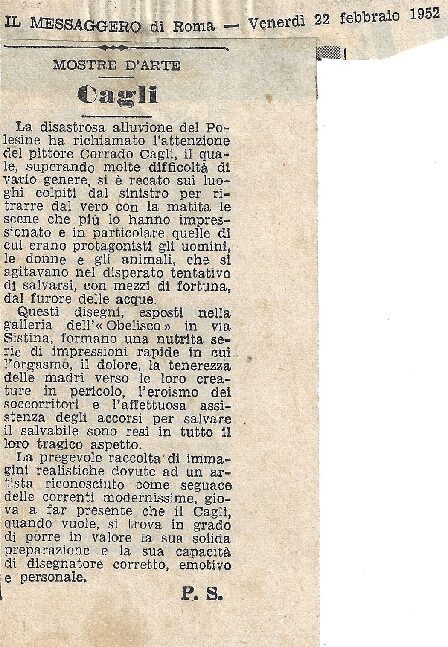 IL MESSAGGERO di Roma — Venerdì 22 febbraio 1952
MOSTRE D'ARTE
Cagli
La disastrosa alluvione del Po-
lesine ha richiamato l'attenzione
del pittore Corrado Cagli, il qua-
le, superando molte difficoltà di
vario genere, si è recato sui luo-
ghi colpiti dal sinistro per ri-
trarre dal vero con la matita le
scene che più lo hanno impres-
sionato e in particolare quelle di
cui erano protagonisti gli uomini,
le donne e gli animali, che si
agitavano nel disperato tentativo
di salvarsi, con mezzi di fortuna,
dal furore delle acque.
Questi disegni, esposti nella
galleria dell'« Obelisco » in via
Sistina, formano una nutrita se-
rie di impressioni rapide in cui
l'orgasmo, il dolore, la tenerezza
delle madri verso le loro crea-
ture in pericolo, l'eroismo dei
soccorritori e l'affettuosa assi-
stenza degli accorsi per salvare
il salvabile sono resi in tutto il
loro tragico aspetto.
La pregevole raccolta di imma-
gini realistiche dovute ad un ar-
tista riconosciuto come seguace
delle correnti modernissime, gio-
va a far presente che il Cagli,
quando vuole, si trova in grado
di porre in valore la sua solida
preparazione e la sua capacità
di disegnatore corretto, emotivo
e personale.
P. S.